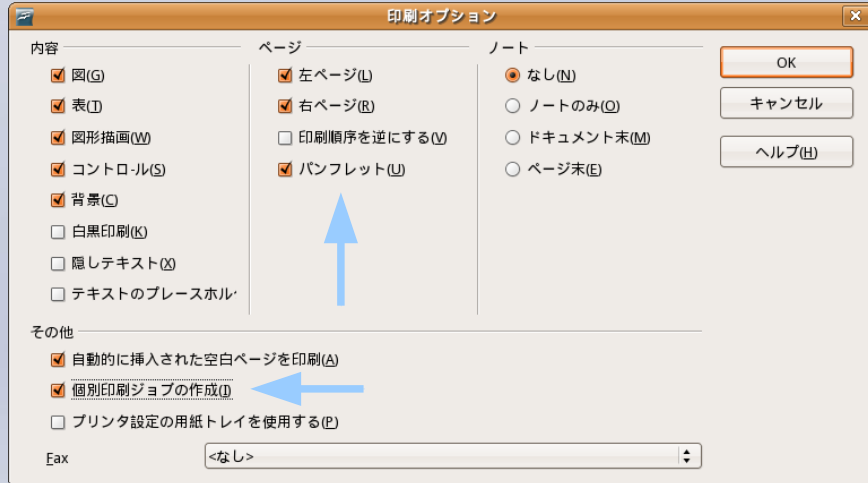 印刷オプション
内容
図(G)
表(T)
図形描画(W)
コントロ-ル(S)
背景(C)
白黒印刷(K)
隠しテキスト(X)
テキストのプレースホル
ページ
左ページ(L)
右ページ(R)
印刷順序を逆にする(V)
パンフレット(U)
ノート
なし(N)
ノートのみ(O)
ドキュメント末(M)
ページ末(E)
OK
キャンセル
ヘルプ(H)
その他
自動的に挿入された空白ページを印刷(A)
個別印刷ジョブの作成(J)
プリンタ設定の用紙トレイを使用する(P)
Fax
<なし>